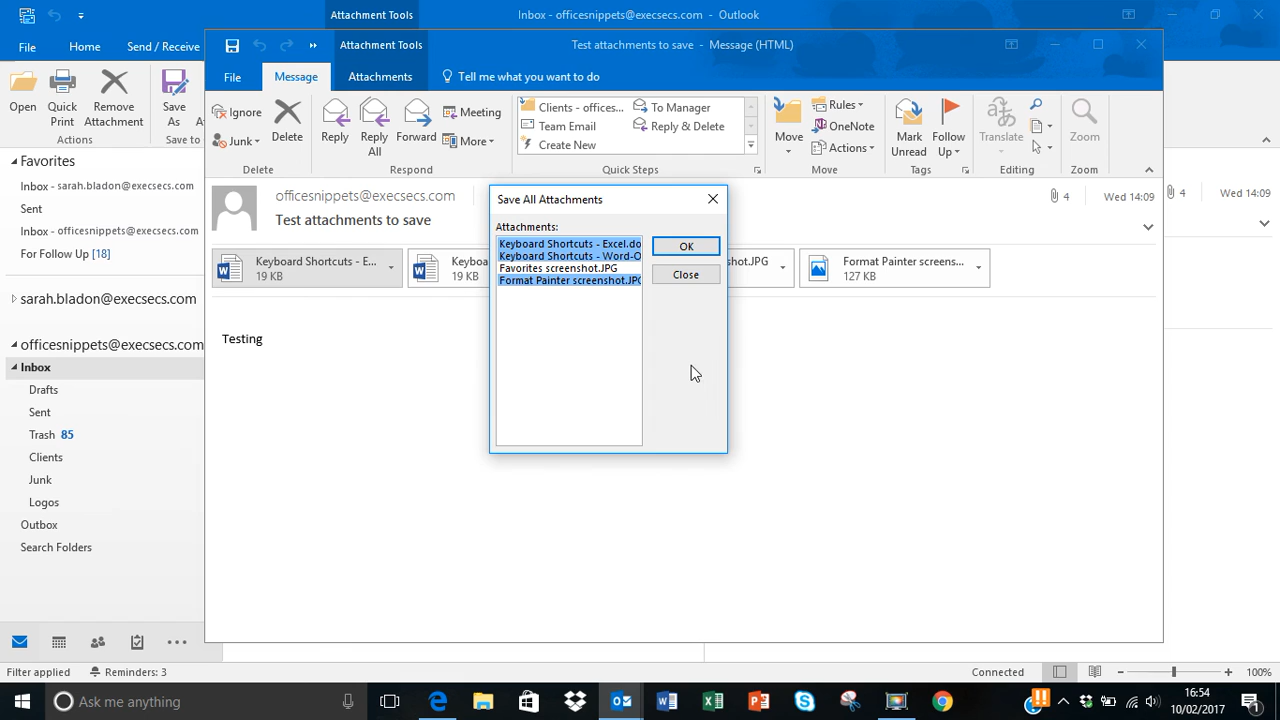 Attachment Tools
Inbox - officesnippets@execsecs.com - Outlook
File
Home
Send / Receive
Open
Quick Print
Remove Attachment
Save As
Actions
Save to
Favorites
Inbox - sarah.bladon@execsecs.com
Sent
Inbox - officesnippets@execsecs.com
For Follow Up [18]
sarah.bladon@execsecs.com
officesnippets@execsecs.com
Inbox
Drafts
Sent
Trash 85
Clients
Junk
Logos
Outbox
Search Folders
Attachment Tools
Test attachments to save - Message (HTML)
File
Message
Attachments
Tell me what you want to do
Ignore
Junk
Delete
Delete
Reply
Reply All
Forward
Meeting
More
Respond
Clients - offices...
Team Email
Create New
To Manager
Reply & Delete
Quick Steps
Move
Rules
OneNote
Actions
Move
Mark Unread
Follow Up
Tags
Translate
Editing
Zoom
Zoom
officesnippets@execsecs.com
Test attachments to save
4
Wed 14:09
4
Wed 14:09
Keyboard Shortcuts - E...
19 KB
Keyb
19 KB
shot.JPG
Format Painter screens...
127 KB
Testing
Save All Attachments
Attachments:
Keyboard Shortcuts - Excel.do
Keyboard Shortcuts - Word-O
Favorites screenshot.JPG
Format Painter screenshot.JPG
OK
Close
Filter applied
Reminders: 3
Connected
100%
Ask me anything
16:54
10/02/2017
1